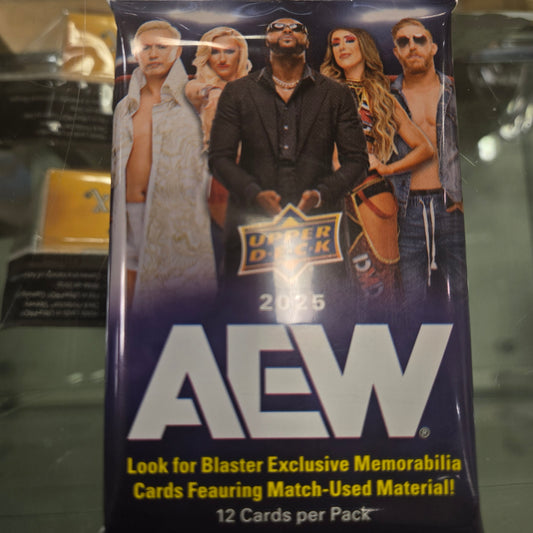 UPPER
DECK
2025
AEW®
Look for Blaster Exclusive Memorabilia
Cards Feauring Match-Used Material!
12 Cards per Pack